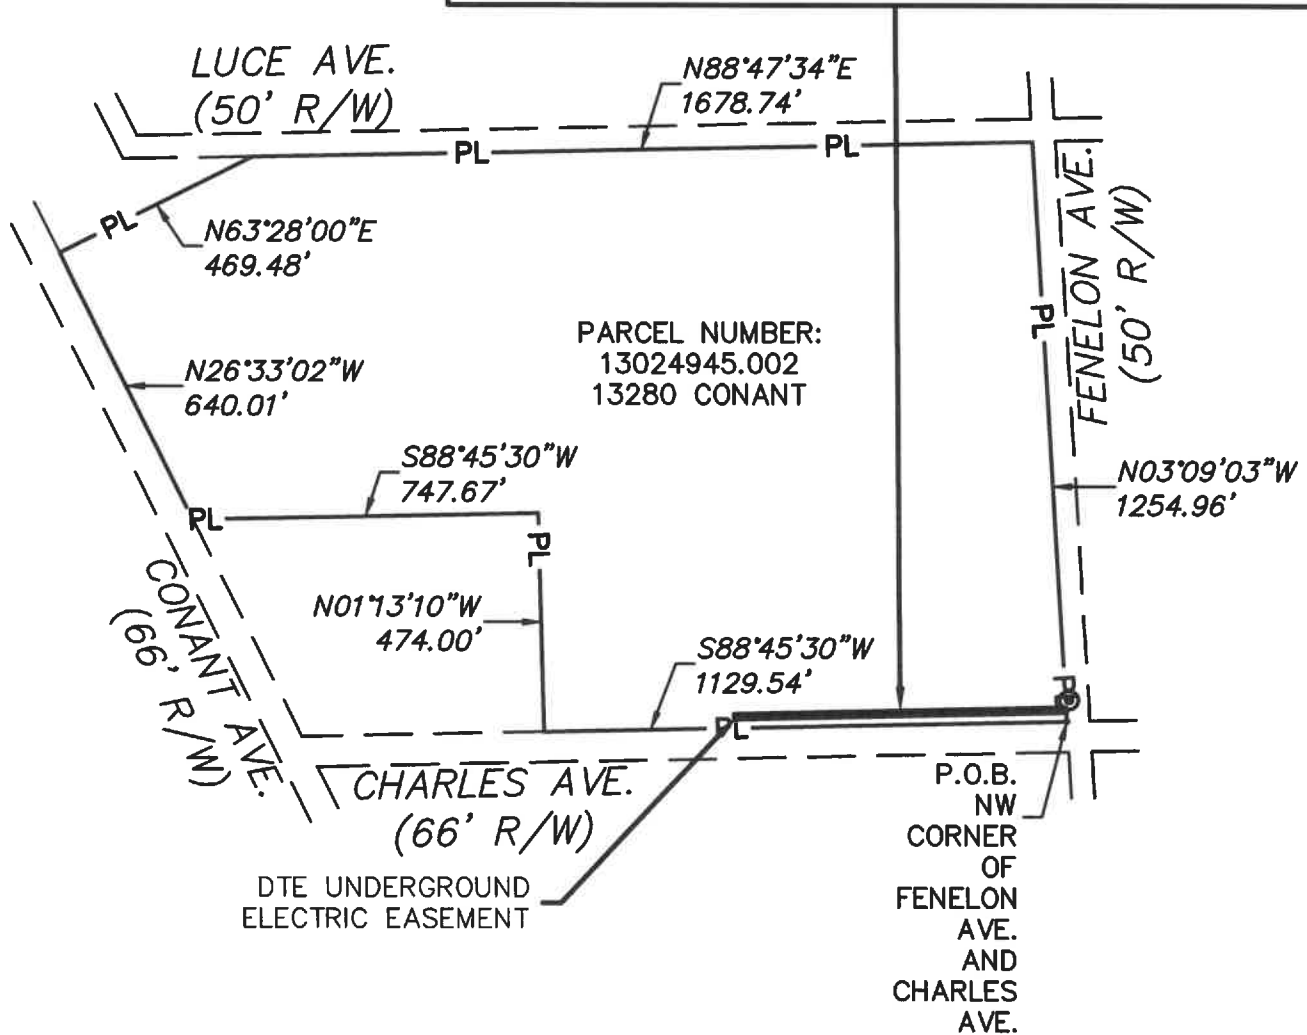 LUCE AVE.
(50' R/W)
N88°47'34"E
1678.74'
PL
PL
PL
N63°28'00"E
469.48'
FENELON AVE.
(50' R/W)
PL
PARCEL NUMBER:
13024945.002
13280 CONANT
N26°33'02"W
640.01'
S88°45'30"W
747.67'
N03°09'03"W
1254.96'
PL
PL
CONANT AVE.
(66' R/W)
N01°13'10"W
474.00'
S88°45'30"W
1129.54'
PL
PL
CHARLES AVE.
(66' R/W)
P.O.B.
NW
CORNER
OF
FENELON
AVE.
AND
CHARLES
AVE.
DTE UNDERGROUND
ELECTRIC EASEMENT